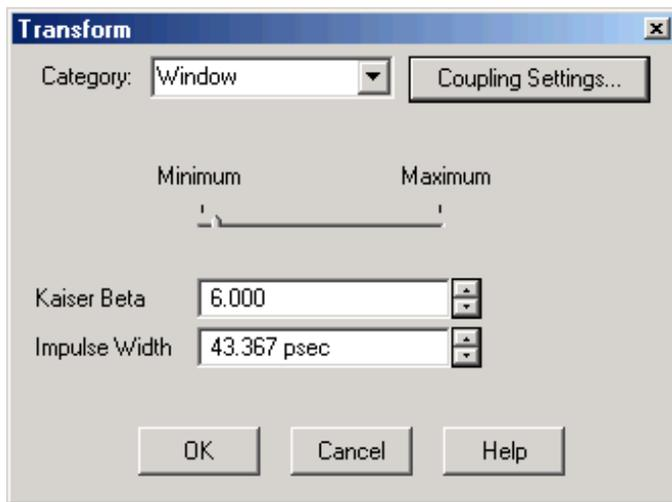 Transform
Category: Window Coupling Settings...
Minimum Maximum
Kaiser Beta 6.000
Impulse Width 43.367 psec
OK Cancel Help